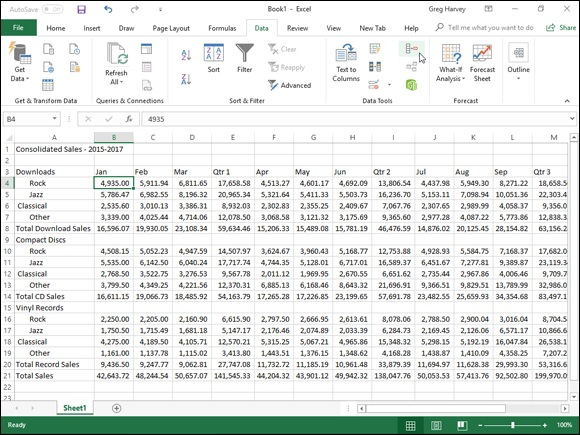 AutoSave Off Book1 - Excel Greg Harvey
File Home Insert Draw Page Layout Formulas Data Review View New Tab Help Tell me what you want to do Share
Get Data Refresh All Sort Filter Clear Reapply Advanced Text to Columns What-If Analysis Forecast Sheet Outline
Get & Transform Data Queries & Connections Sort & Filter Data Tools Forecast
B4 fx 4935
A B C D E F G H I J K L M
1 Consolidated Sales - 2015-2017
2
3 Downloads Jan Feb Mar Qtr 1 Apr May Jun Qtr 2 Jul Aug Sep Qtr 3
4 Rock 4,935.00 5,911.94 6,811.65 17,658.58 4,513.27 4,601.17 4,692.09 13,806.54 4,437.98 5,949.30 8,271.22 18,658.5
5 Jazz 5,786.47 6,982.55 8,196.32 20,965.34 5,321.64 5,411.33 5,503.73 16,236.70 5,153.11 7,098.94 10,051.36 22,303.4
6 Classical 2,535.60 3,010.13 3,386.31 8,932.03 2,302.83 2,355.25 2,409.67 7,067.76 2,307.65 2,989.99 4,058.37 9,356.0
7 Other 3,339.00 4,025.44 4,714.06 12,078.50 3,068.58 3,121.32 3,175.69 9,365.60 2,977.28 4,087.22 5,773.86 12,838.3
8 Total Download Sales 16,596.07 19,930.05 23,108.34 59,634.46 15,206.33 15,489.08 15,781.19 46,476.59 14,876.02 20,125.45 28,154.82 63,156.2
9 Compact Discs
10 Rock 4,508.15 5,052.23 4,947.59 14,507.97 3,624.67 3,960.43 5,168.77 12,753.88 4,928.93 5,584.75 7,168.37 17,682.0
11 Jazz 5,535.00 6,142.50 6,040.24 17,717.74 4,744.35 5,128.01 6,717.01 16,589.37 6,451.67 7,277.81 9,389.87 23,119.3
12 Classical 2,768.50 3,522.75 3,276.53 9,567.78 2,011.12 1,969.95 2,670.55 6,651.62 2,735.44 2,967.84 4,006.46 9,709.7
13 Other 3,799.50 4,349.25 4,221.56 12,370.31 6,885.13 6,168.46 8,643.32 21,696.91 9,366.51 9,829.51 13,789.99 32,986.0
14 Total CD Sales 16,611.15 19,066.73 18,485.92 54,163.79 17,265.28 17,226.85 23,199.65 57,691.78 23,482.55 25,659.93 34,354.68 83,497.1
15 Vinyl Records
16 Rock 2,250.00 2,205.00 2,160.90 6,615.90 2,797.50 2,666.95 2,613.61 8,078.06 2,788.50 2,900.04 3,016.04 8,704.5
17 Jazz 1,750.50 1,715.49 1,681.18 5,147.17 2,176.46 2,074.89 2,033.39 6,284.73 2,169.45 2,126.06 6,571.17 10,866.6
18 Classical 4,275.00 4,189.50 4,105.71 12,570.21 5,315.25 5,067.21 4,965.86 15,348.32 5,298.15 5,192.19 16,047.84 26,538.1
19 Other 1,161.00 1,137.78 1,115.02 3,413.80 1,443.51 1,376.15 1,348.62 4,168.28 1,438.87 1,410.09 4,358.25 7,207.2
20 Total Record Sales 9,436.50 9,247.77 9,062.81 27,747.08 11,732.72 11,185.19 10,961.48 33,879.39 11,694.97 11,628.38 29,993.30 53,316.6
21 Total Sales 42,643.72 48,244.54 50,657.07 141,545.33 44,204.32 43,901.12 49,942.32 138,047.76 50,053.53 57,413.76 92,502.80 199,970.0
Sheet1
Ready 100%